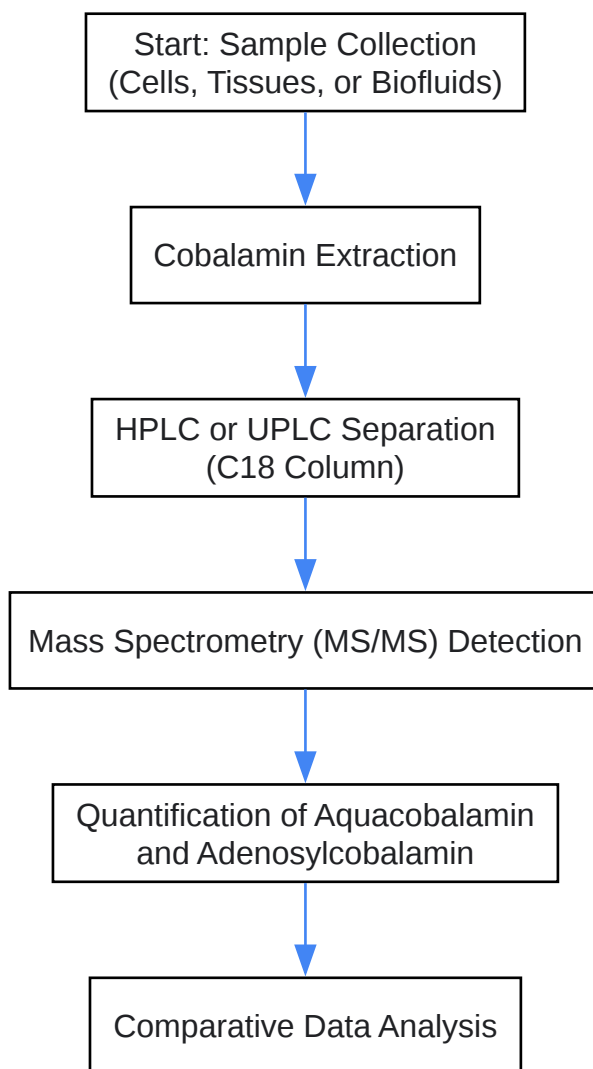 Start: Sample Collection
(Cells, Tissues, or Biofluids)
Cobalamin Extraction
HPLC or UPLC Separation
(C18 Column)
Mass Spectrometry (MS/MS) Detection
Quantification of Aquacobalamin
and Adenosylcobalamin
Comparative Data Analysis